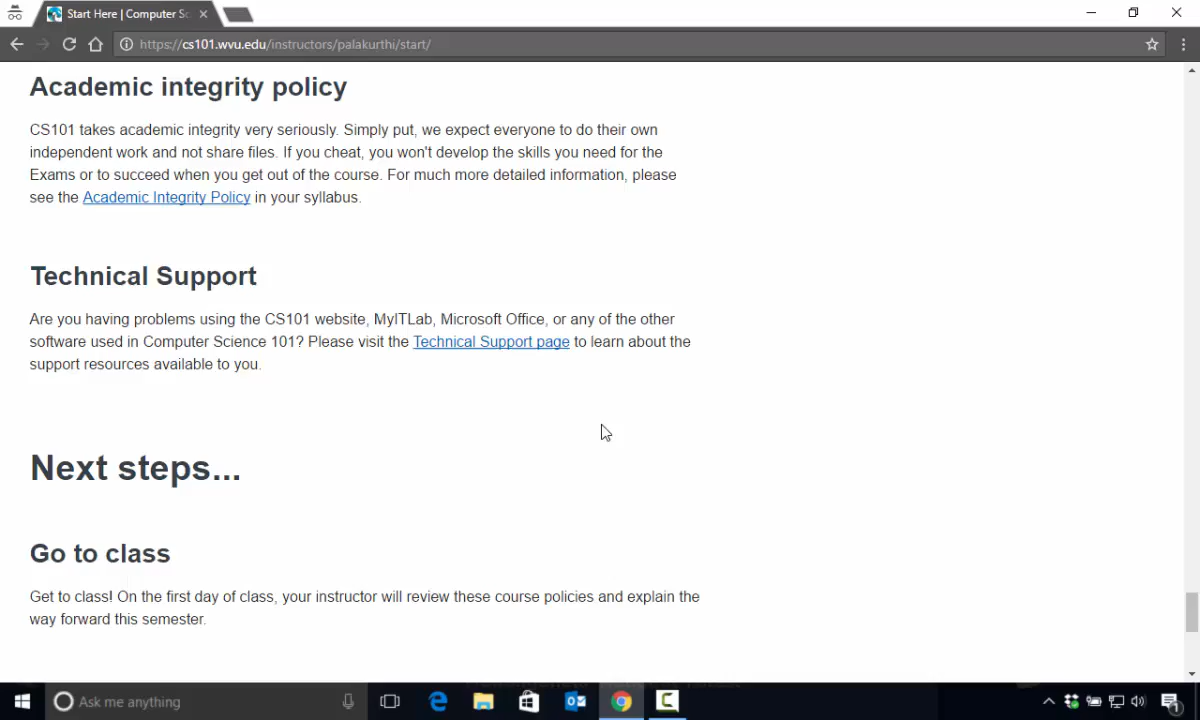 Start Here | Computer Sc
https://cs101.wvu.edu/instructors/palakurthi/start/
Academic integrity policy
CS101 takes academic integrity very seriously. Simply put, we expect everyone to do their own
independent work and not share files. If you cheat, you won't develop the skills you need for the
Exams or to succeed when you get out of the course. For much more detailed information, please
see the Academic Integrity Policy in your syllabus.
Technical Support
Are you having problems using the CS101 website, MyITLab, Microsoft Office, or any of the other
software used in Computer Science 101? Please visit the Technical Support page to learn about the
support resources available to you.
Next steps...
Go to class
Get to class! On the first day of class, your instructor will review these course policies and explain the
way forward this semester.
Ask me anything
1